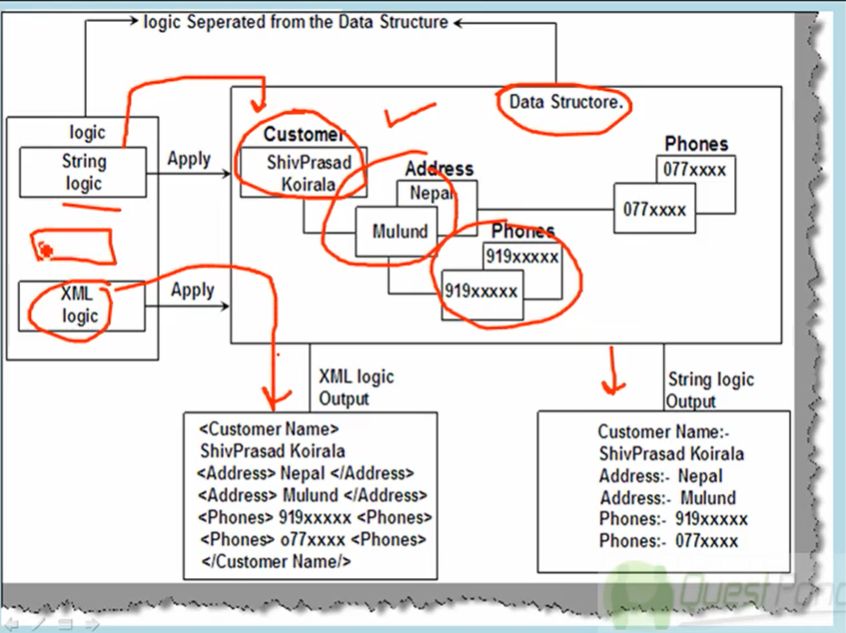 logic Seperated from the Data Structure
Data Structore.
logic
String
logic
Apply
XML
logic
Apply
Customer
ShivPrasad
Koirala
Address
Nepal
Mulund
Phones
919xxxxx
919xxxxx
Phones
077xxxx
077xxxx
XML logic
Output
<Customer Name>
ShivPrasad Koirala
<Address> Nepal </Address>
<Address> Mulund </Address>
<Phones> 919xxxxx <Phones>
<Phones> o77xxxx <Phones>
</Customer Name/>
String logic
Output
Customer Name:-
ShivPrasad Koirala
Address:- Nepal
Address:- Mulund
Phones:- 919xxxxx
Phones:- 077xxxx